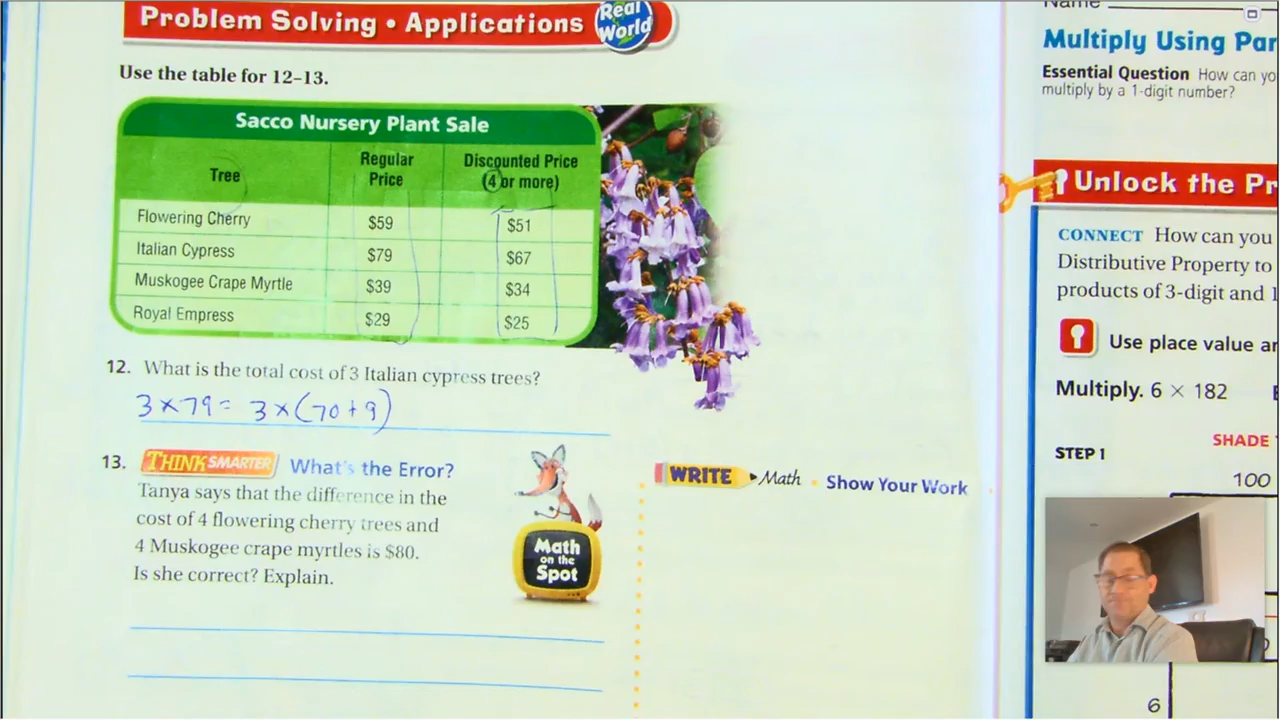 Problem Solving • Applications
Real World
Use the table for 12–13.
Sacco Nursery Plant Sale
Tree Regular Price Discounted Price (4 or more)
Flowering Cherry $59 $51
Italian Cypress $79 $67
Muskogee Crape Myrtle $39 $34
Royal Empress $29 $25
12. What is the total cost of 3 Italian cypress trees?
3 × 79 = 3 × (70 + 9)
13. THINK SMARTER What's the Error?
Tanya says that the difference in the
cost of 4 flowering cherry trees and
4 Muskogee crape myrtles is $80.
Is she correct? Explain.
Math
on the
Spot
WRITE Math • Show Your Work
Name
Multiply Using Par
Essential Question How can yo
multiply by a 1-digit number?
Unlock the Pr
CONNECT How can you
Distributive Property to
products of 3-digit and 1
Use place value ar
Multiply. 6 × 182
SHADE
STEP 1
100
6